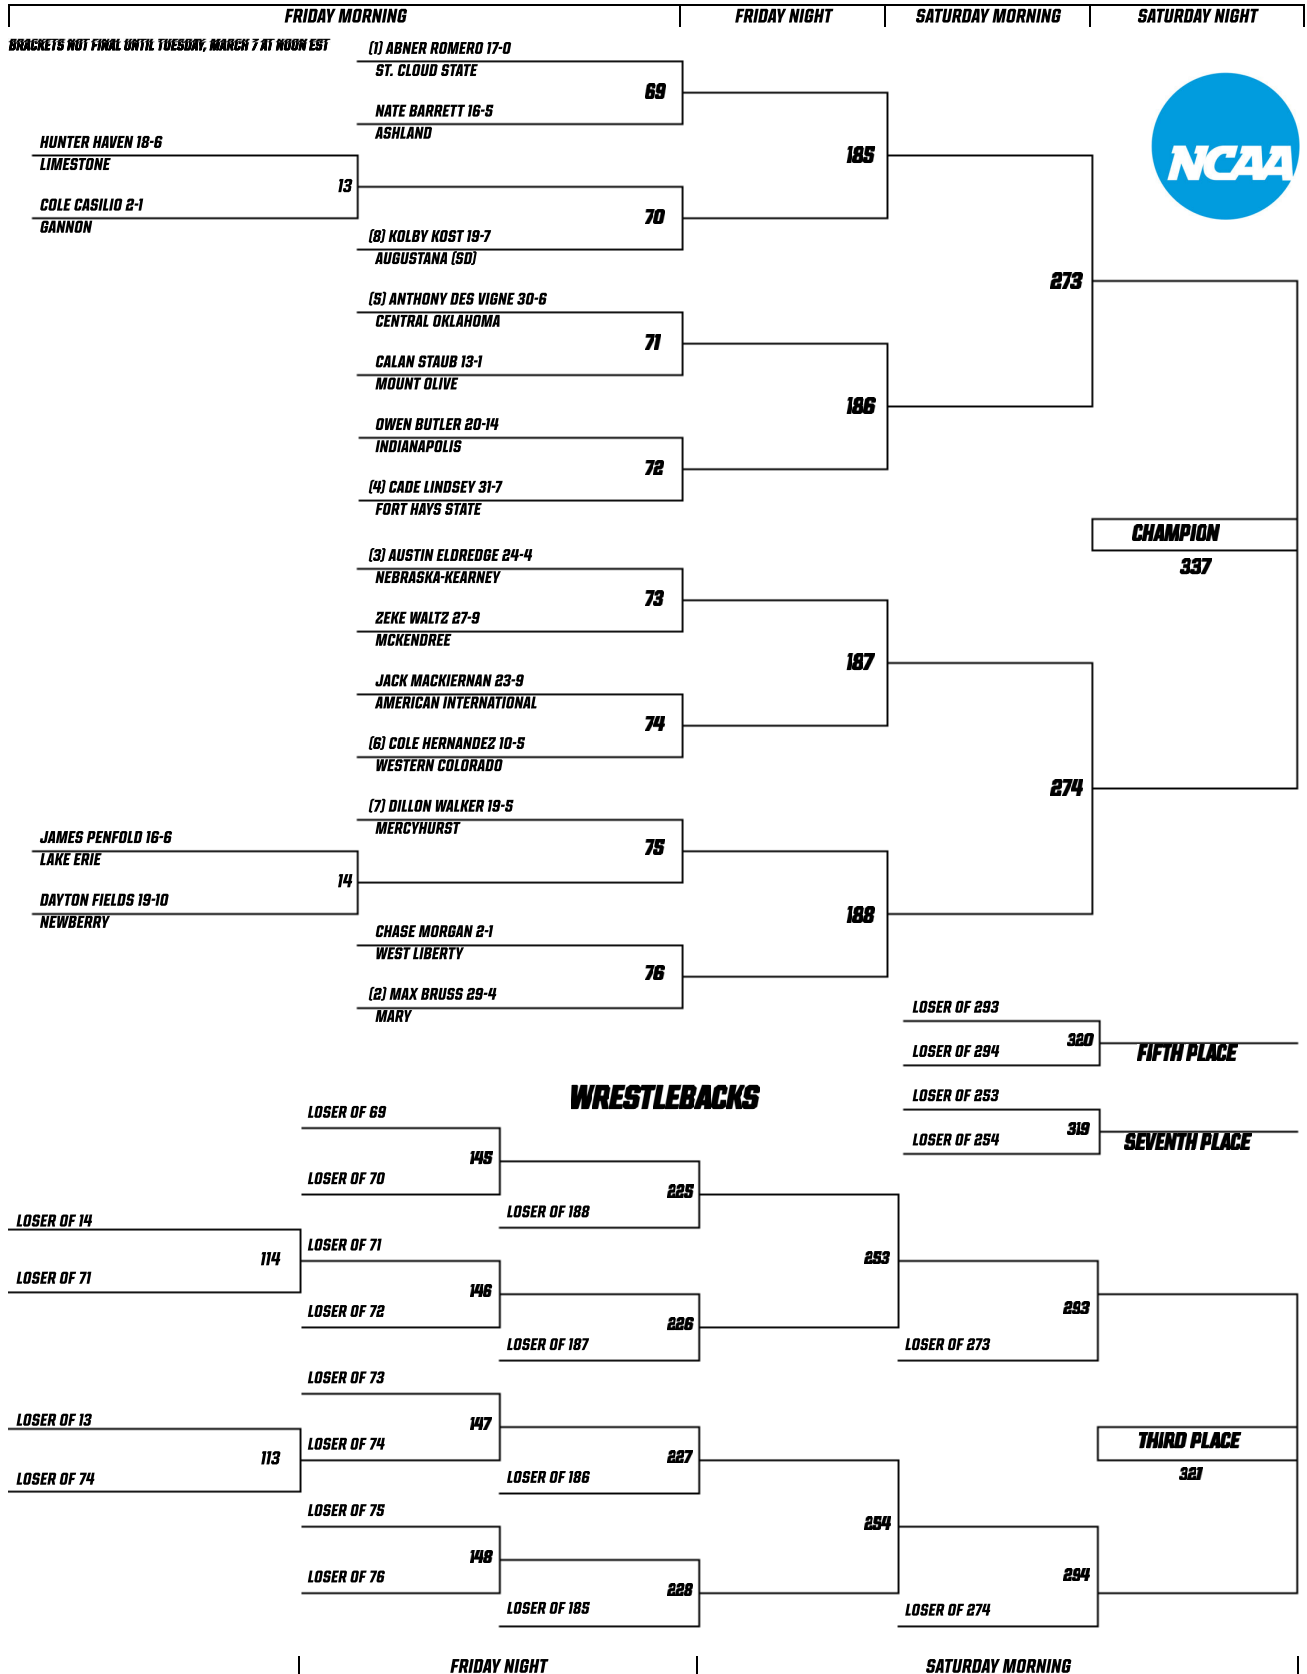 FRIDAY MORNING
FRIDAY NIGHT
SATURDAY MORNING
SATURDAY NIGHT
BRACKETS NOT FINAL UNTIL TUESDAY, MARCH 7 AT NOON EST
(1) ABNER ROMERO 17-0
ST. CLOUD STATE
69
NATE BARRETT 16-5
ASHLAND
HUNTER HAVEN 18-6
LIMESTONE
13
COLE CASILIO 2-1
GANNON
70
(8) KOLBY KOST 19-7
AUGUSTANA (SD)
185
NCAA
(5) ANTHONY DES VIGNE 30-6
CENTRAL OKLAHOMA
71
CALAN STAUB 13-1
MOUNT OLIVE
186
OWEN BUTLER 20-14
INDIANAPOLIS
72
(4) CADE LINDSEY 31-7
FORT HAYS STATE
273
CHAMPION
337
(3) AUSTIN ELDREDGE 24-4
NEBRASKA-KEARNEY
73
ZEKE WALTZ 27-9
MCKENDREE
187
JACK MACKIERNAN 23-9
AMERICAN INTERNATIONAL
74
(6) COLE HERNANDEZ 10-5
WESTERN COLORADO
274
(7) DILLON WALKER 19-5
MERCYHURST
75
JAMES PENFOLD 16-6
LAKE ERIE
14
DAYTON FIELDS 19-10
NEWBERRY
188
CHASE MORGAN 2-1
WEST LIBERTY
76
(2) MAX BRUSS 29-4
MARY
LOSER OF 293
320
LOSER OF 294
FIFTH PLACE
LOSER OF 253
319
LOSER OF 254
SEVENTH PLACE
WRESTLEBACKS
LOSER OF 69
145
LOSER OF 70
225
LOSER OF 188
LOSER OF 14
114
LOSER OF 71
LOSER OF 71
146
LOSER OF 72
226
LOSER OF 187
253
293
LOSER OF 273
LOSER OF 73
147
LOSER OF 74
LOSER OF 13
113
LOSER OF 74
227
LOSER OF 186
THIRD PLACE
321
LOSER OF 75
148
LOSER OF 76
228
LOSER OF 185
254
294
LOSER OF 274
FRIDAY NIGHT
SATURDAY MORNING